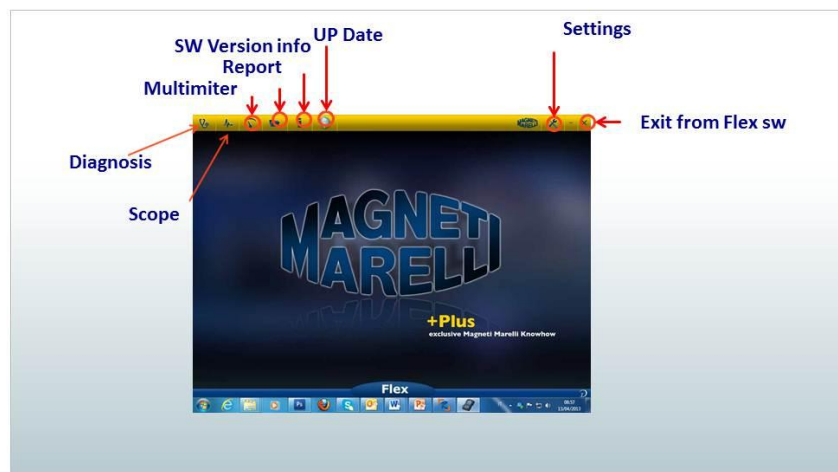 UP Date
Settings
SW Version info
Report
Multimiter
Exit from Flex sw
Diagnosis
Scope
MAGNETI
MARELLI
+Plus
exclusive Magneti Marelli Knowhow
Flex